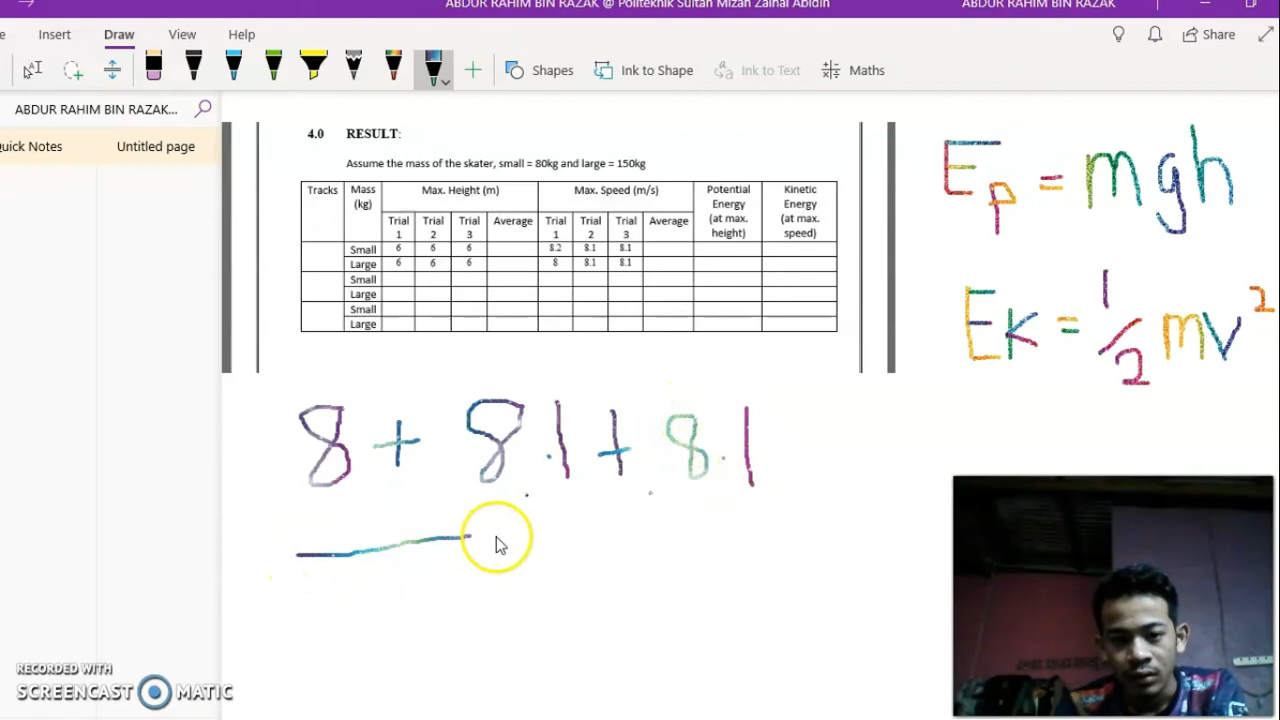 ABDUR RAHIM BIN RAZAK @ Politeknik Sultan Mizan Zainal Abidin ABDUR RAHIM BIN RAZAK
Insert Draw View Help Share
Shapes Ink to Shape Ink to Text Maths
ABDUR RAHIM BIN RAZAK...
Quick Notes Untitled page
4.0 RESULT:
Assume the mass of the skater, small = 80kg and large = 150kg
Tracks Mass (kg) Max. Height (m) Max. Speed (m/s) Potential Energy (at max. height) Kinetic Energy (at max. speed)
Trial 1 Trial 2 Trial 3 Average Trial 1 Trial 2 Trial 3 Average
Small 6 6 6 8.2 8.1 8.1
Large 6 6 6 8 8.1 8.1
Small
Large
Small
Large
Ep = mgh
Ek = 1/2 mv²
8 + 8.1 + 8.1
RECORDED WITH
SCREENCAST MATIC